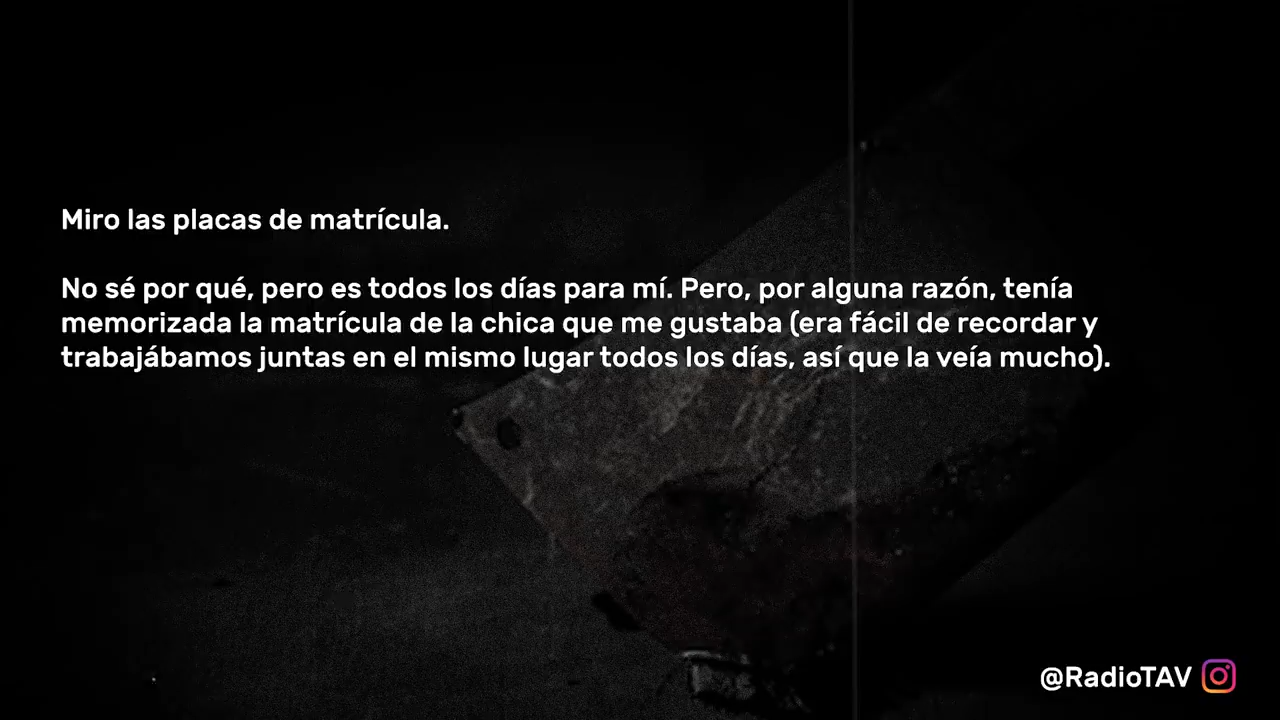 Miro las placas de matrícula.
No sé por qué, pero es todos los días para mí. Pero, por alguna razón, tenía
memorizada la matrícula de la chica que me gustaba (era fácil de recordar y
trabajábamos juntas en el mismo lugar todos los días, así que la veía mucho).
@RadioTAV